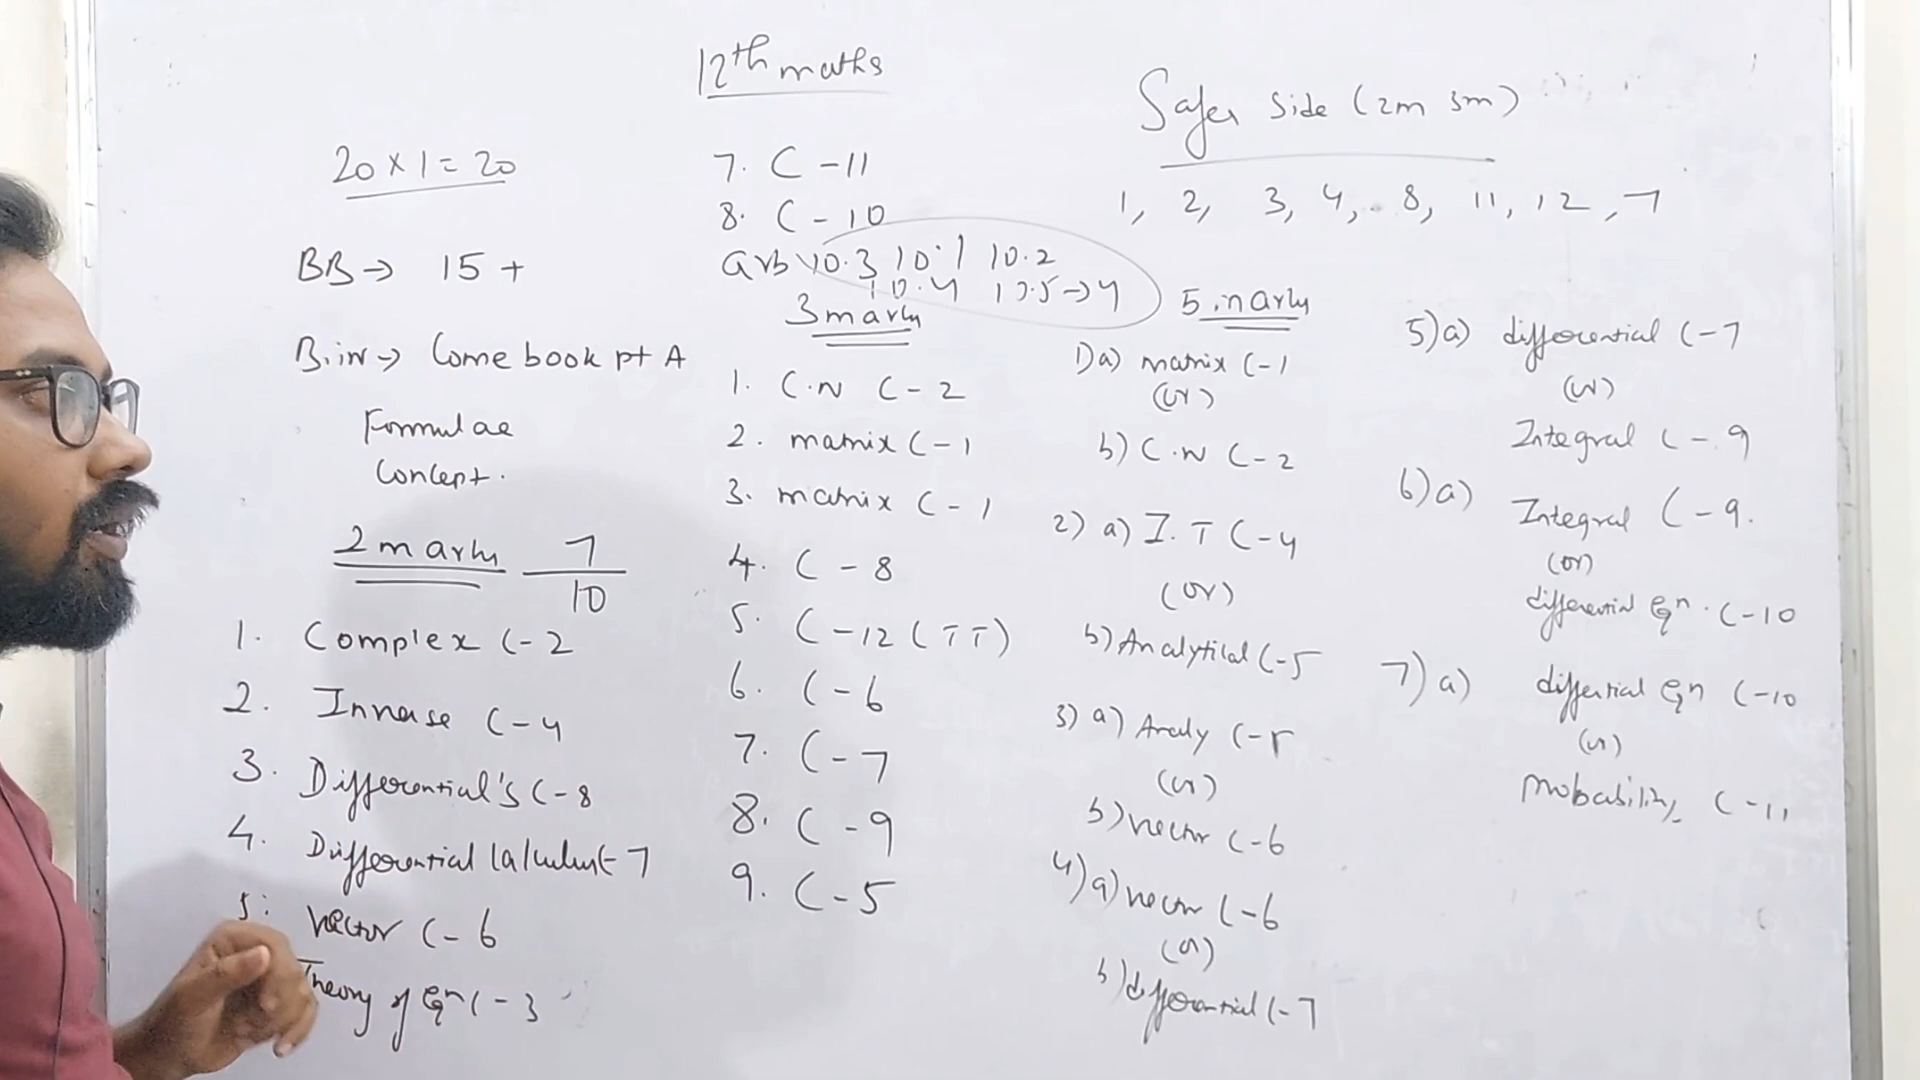 12th maths
20 x 1 = 20
BB → 15 +
B.in → Come book pt A
Formulae
Concept.
2 mark 7/10
1. Complex C-2
2. Inverse C-4
3. Differential's C-8
4. Differential Calculus C-7
5. Vector C-6
Theory of Eqn C-3
7. C-11
8. C-10
10.3 10.1 10.2
10.4 10.5 → 4
3 mark
1. C.N C-2
2. matrix C-1
3. matrix C-1
4. C-8
5. C-12 (TT)
6. C-6
7. C-7
8. C-9
9. C-5
Safer Side (2m 3m)
1, 2, 3, 4, 8, 11, 12, 7
5 mark
1) a) matrix C-1
(or)
b) C.N C-2
2) a) I.T C-4
(or)
b) Analytical C-5
3) a) Analy C-5
(or)
b) vector C-6
4) a) vector C-6
(or)
b) differential C-7
5) a) differential C-7
(or)
Integral C-9
6) a) Integral C-9.
(or)
differential Eqn. C-10
7) a) differential Eqn C-10
(or)
Probability C-11